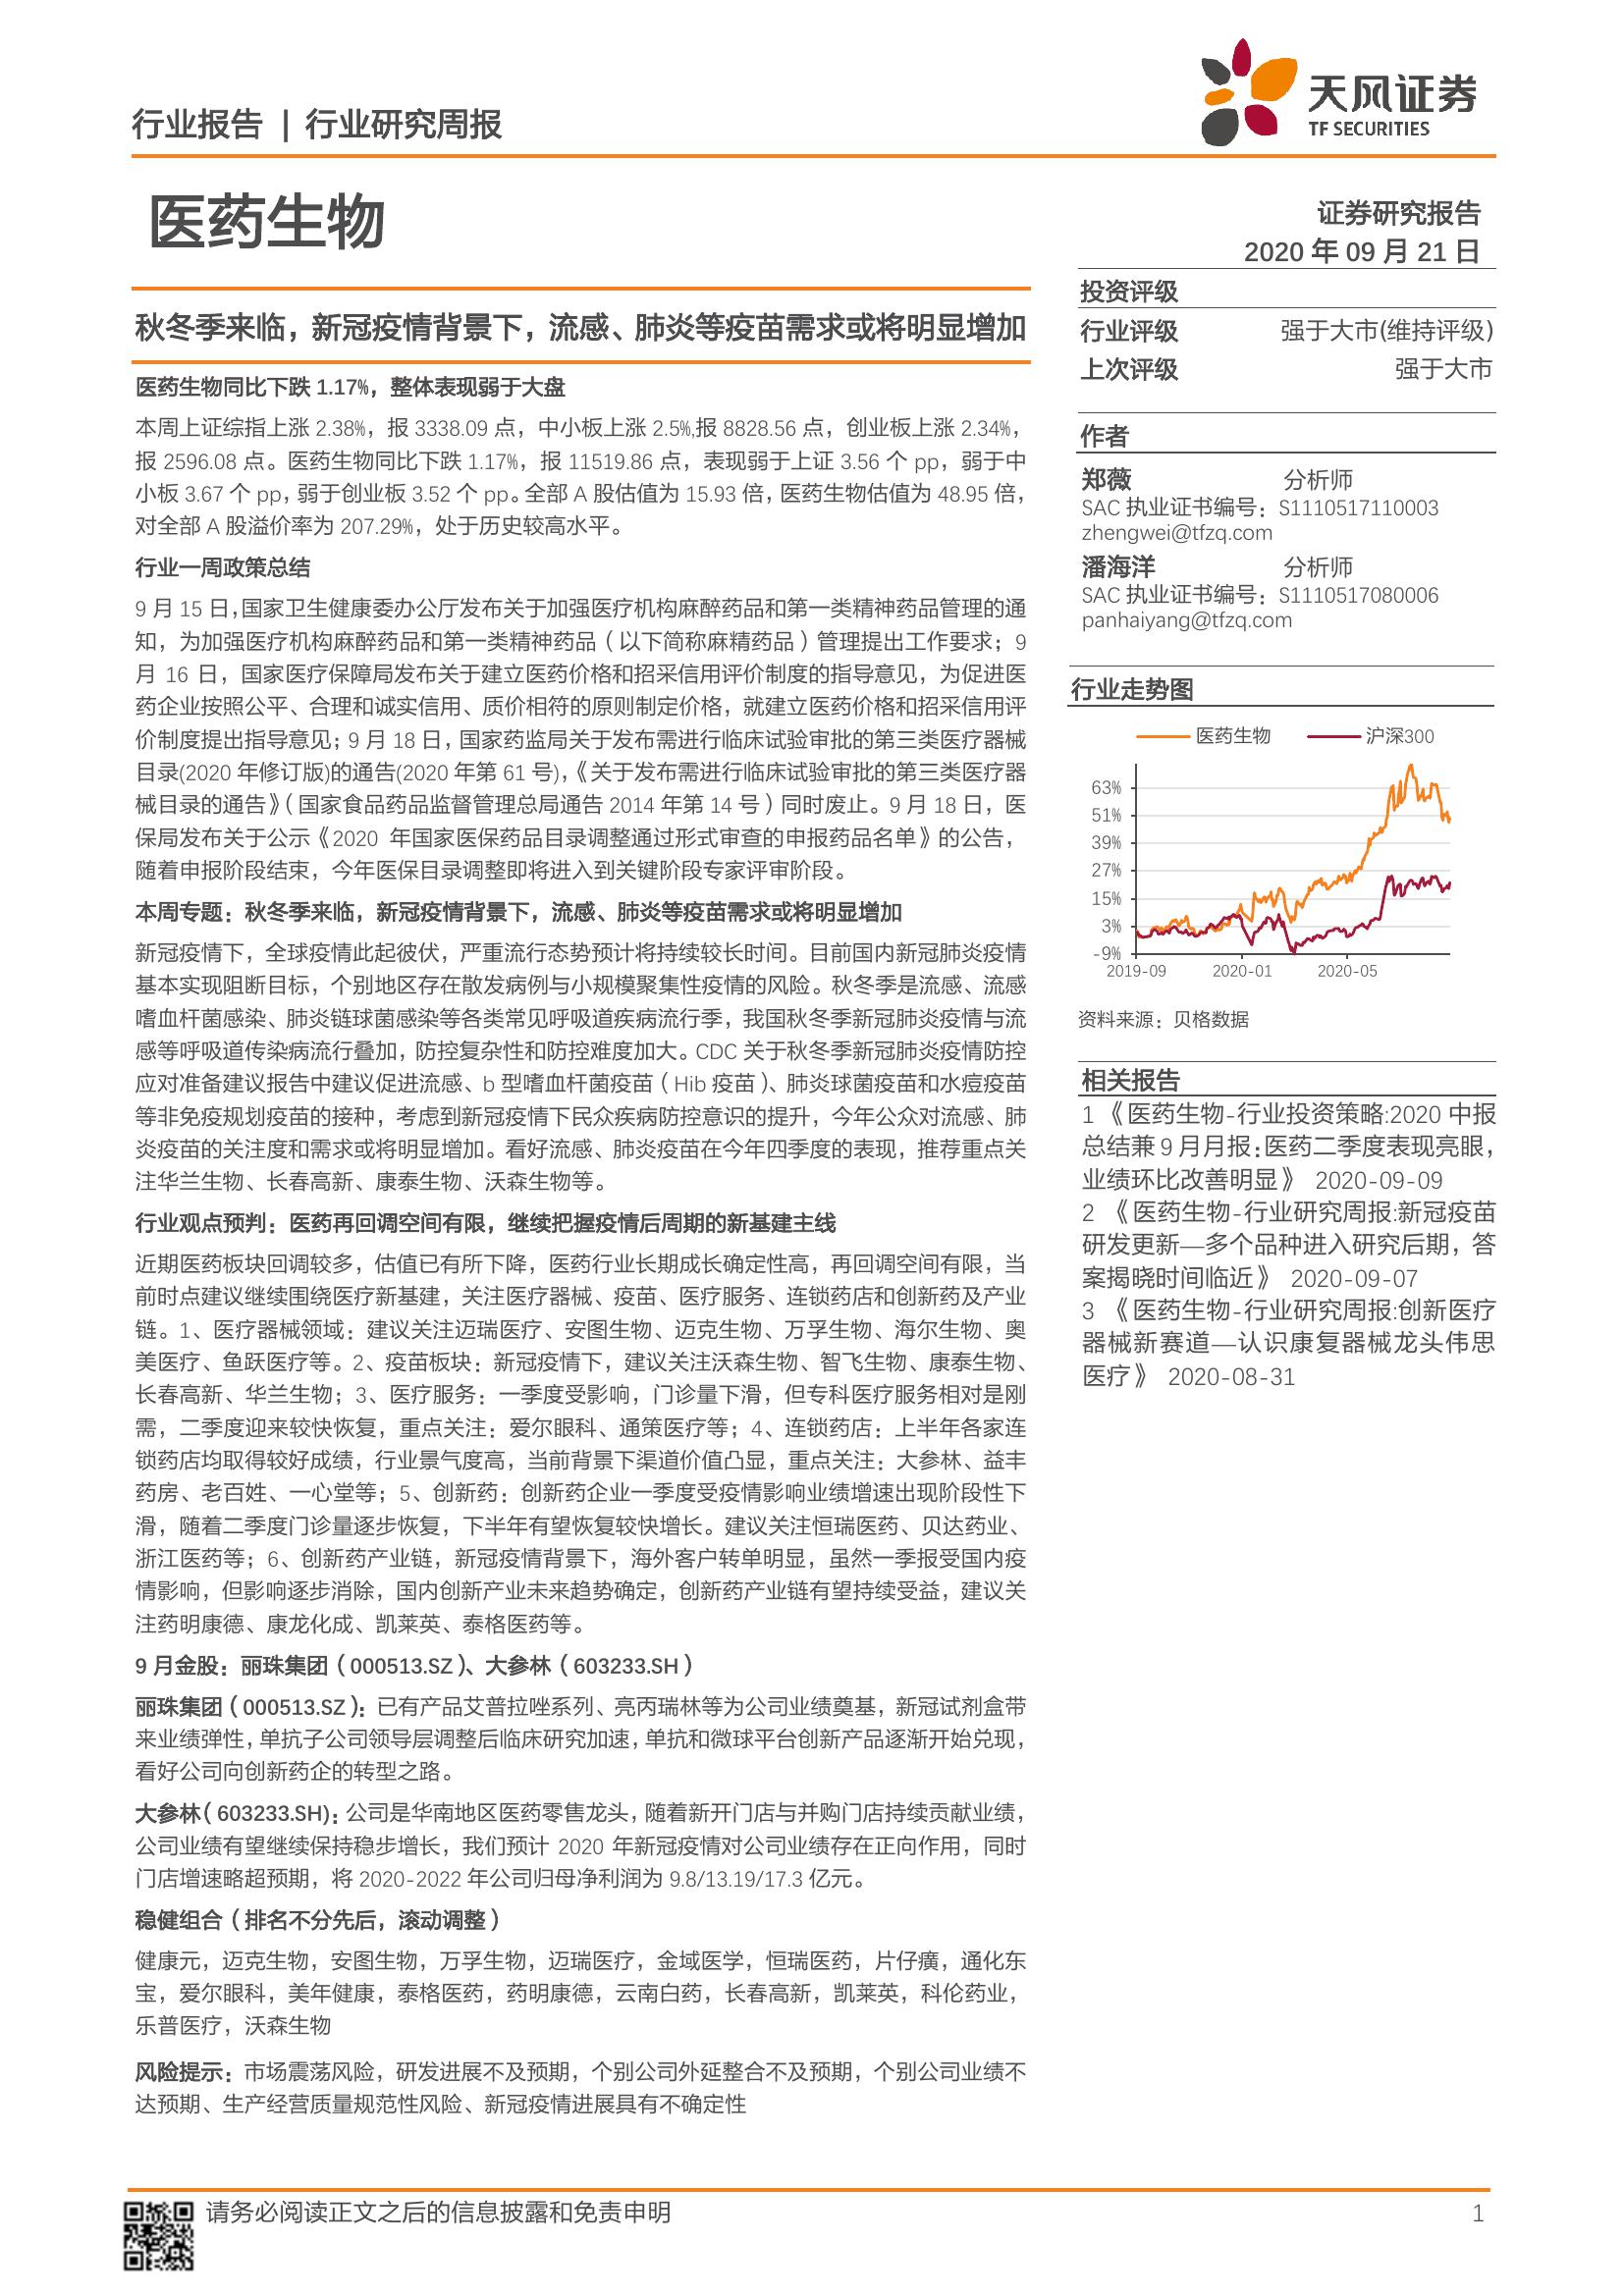 行业报告 | 行业研究周报
天风证券
TF SECURITIES
医药生物
证券研究报告
2020 年 09 月 21 日
秋冬季来临，新冠疫情背景下，流感、肺炎等疫苗需求或将明显增加
医药生物同比下跌 1.17%，整体表现弱于大盘
本周上证综指上涨 2.38%，报 3338.09 点，中小板上涨 2.5%,报 8828.56 点，创业板上涨 2.34%，
报 2596.08 点。医药生物同比下跌 1.17%，报 11519.86 点，表现弱于上证 3.56 个 pp，弱于中
小板 3.67 个 pp，弱于创业板 3.52 个 pp。全部 A 股估值为 15.93 倍，医药生物估值为 48.95 倍，
对全部 A 股溢价率为 207.29%，处于历史较高水平。
行业一周政策总结
9 月 15 日，国家卫生健康委办公厅发布关于加强医疗机构麻醉药品和第一类精神药品管理的通
知，为加强医疗机构麻醉药品和第一类精神药品（以下简称麻精药品）管理提出工作要求；9
月 16 日，国家医疗保障局发布关于建立医药价格和招采信用评价制度的指导意见，为促进医
药企业按照公平、合理和诚实信用、质价相符的原则制定价格，就建立医药价格和招采信用评
价制度提出指导意见；9 月 18 日，国家药监局关于发布需进行临床试验审批的第三类医疗器械
目录(2020 年修订版)的通告(2020 年第 61 号)，《关于发布需进行临床试验审批的第三类医疗器
械目录的通告》（国家食品药品监督管理总局通告 2014 年第 14 号）同时废止。9 月 18 日，医
保局发布关于公示《2020 年国家医保药品目录调整通过形式审查的申报药品名单》的公告，
随着申报阶段结束，今年医保目录调整即将进入到关键阶段专家评审阶段。
本周专题：秋冬季来临，新冠疫情背景下，流感、肺炎等疫苗需求或将明显增加
新冠疫情下，全球疫情此起彼伏，严重流行态势预计将持续较长时间。目前国内新冠肺炎疫情
基本实现阻断目标，个别地区存在散发病例与小规模聚集性疫情的风险。秋冬季是流感、流感
嗜血杆菌感染、肺炎链球菌感染等各类常见呼吸道疾病流行季，我国秋冬季新冠肺炎疫情与流
感等呼吸道传染病流行叠加，防控复杂性和防控难度加大。CDC 关于秋冬季新冠肺炎疫情防控
应对准备建议报告中建议促进流感、b 型嗜血杆菌疫苗（Hib 疫苗）、肺炎球菌疫苗和水痘疫苗
等非免疫规划疫苗的接种，考虑到新冠疫情下民众疾病防控意识的提升，今年公众对流感、肺
炎疫苗的关注度和需求或将明显增加。看好流感、肺炎疫苗在今年四季度的表现，推荐重点关
注华兰生物、长春高新、康泰生物、沃森生物等。
行业观点预判：医药再回调空间有限，继续把握疫情后周期的新基建主线
近期医药板块回调较多，估值已有所下降，医药行业长期成长确定性高，再回调空间有限，当
前时点建议继续围绕医疗新基建，关注医疗器械、疫苗、医疗服务、连锁药店和创新药及产业
链。1、医疗器械领域：建议关注迈瑞医疗、安图生物、迈克生物、万孚生物、海尔生物、奥
美医疗、鱼跃医疗等。2、疫苗板块：新冠疫情下，建议关注沃森生物、智飞生物、康泰生物、
长春高新、华兰生物；3、医疗服务：一季度受影响，门诊量下滑，但专科医疗服务相对是刚
需，二季度迎来较快恢复，重点关注：爱尔眼科、通策医疗等；4、连锁药店：上半年各家连
锁药店均取得较好成绩，行业景气度高，当前背景下渠道价值凸显，重点关注：大参林、益丰
药房、老百姓、一心堂等；5、创新药：创新药企业一季度受疫情影响业绩增速出现阶段性下
滑，随着二季度门诊量逐步恢复，下半年有望恢复较快增长。建议关注恒瑞医药、贝达药业、
浙江医药等；6、创新药产业链，新冠疫情背景下，海外客户转单明显，虽然一季报受国内疫
情影响，但影响逐步消除，国内创新产业未来趋势确定，创新药产业链有望持续受益，建议关
注药明康德、康龙化成、凯莱英、泰格医药等。
9 月金股：丽珠集团（000513.SZ）、大参林（603233.SH）
丽珠集团（000513.SZ）：已有产品艾普拉唑系列、亮丙瑞林等为公司业绩奠基，新冠试剂盒带
来业绩弹性，单抗子公司领导层调整后临床研究加速，单抗和微球平台创新产品逐渐开始兑现，
看好公司向创新药企的转型之路。
大参林（603233.SH)：公司是华南地区医药零售龙头，随着新开门店与并购门店持续贡献业绩，
公司业绩有望继续保持稳步增长，我们预计 2020 年新冠疫情对公司业绩存在正向作用，同时
门店增速略超预期，将 2020-2022 年公司归母净利润为 9.8/13.19/17.3 亿元。
稳健组合（排名不分先后，滚动调整）
健康元，迈克生物，安图生物，万孚生物，迈瑞医疗，金域医学，恒瑞医药，片仔癀，通化东
宝，爱尔眼科，美年健康，泰格医药，药明康德，云南白药，长春高新，凯莱英，科伦药业，
乐普医疗，沃森生物
风险提示：市场震荡风险，研发进展不及预期，个别公司外延整合不及预期，个别公司业绩不
达预期、生产经营质量规范性风险、新冠疫情进展具有不确定性
投资评级
行业评级 强于大市(维持评级)
上次评级 强于大市
作者
郑薇 分析师
SAC 执业证书编号：S1110517110003
zhengwei@tfzq.com
潘海洋 分析师
SAC 执业证书编号：S1110517080006
panhaiyang@tfzq.com
行业走势图
医药生物 沪深300
63%
51%
39%
27%
15%
3%
-9%
2019-09 2020-01 2020-05
资料来源：贝格数据
相关报告
1 《医药生物-行业投资策略:2020 中报
总结兼 9 月月报：医药二季度表现亮眼，
业绩环比改善明显》 2020-09-09
2 《医药生物-行业研究周报:新冠疫苗
研发更新—多个品种进入研究后期，答
案揭晓时间临近》 2020-09-07
3 《医药生物-行业研究周报:创新医疗
器械新赛道—认识康复器械龙头伟思
医疗》 2020-08-31
请务必阅读正文之后的信息披露和免责申明
1